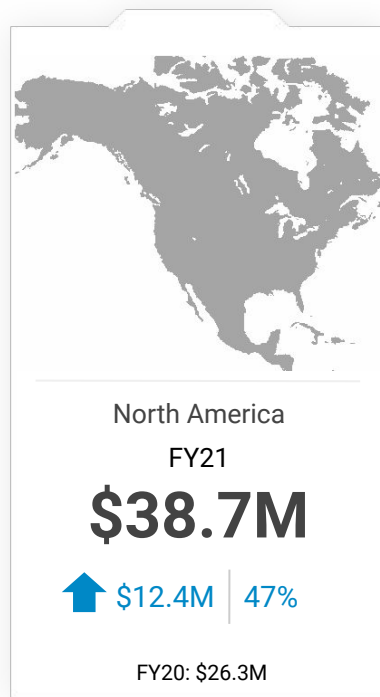 North America
FY21
$38.7M
$12.4M 47%
FY20: $26.3M